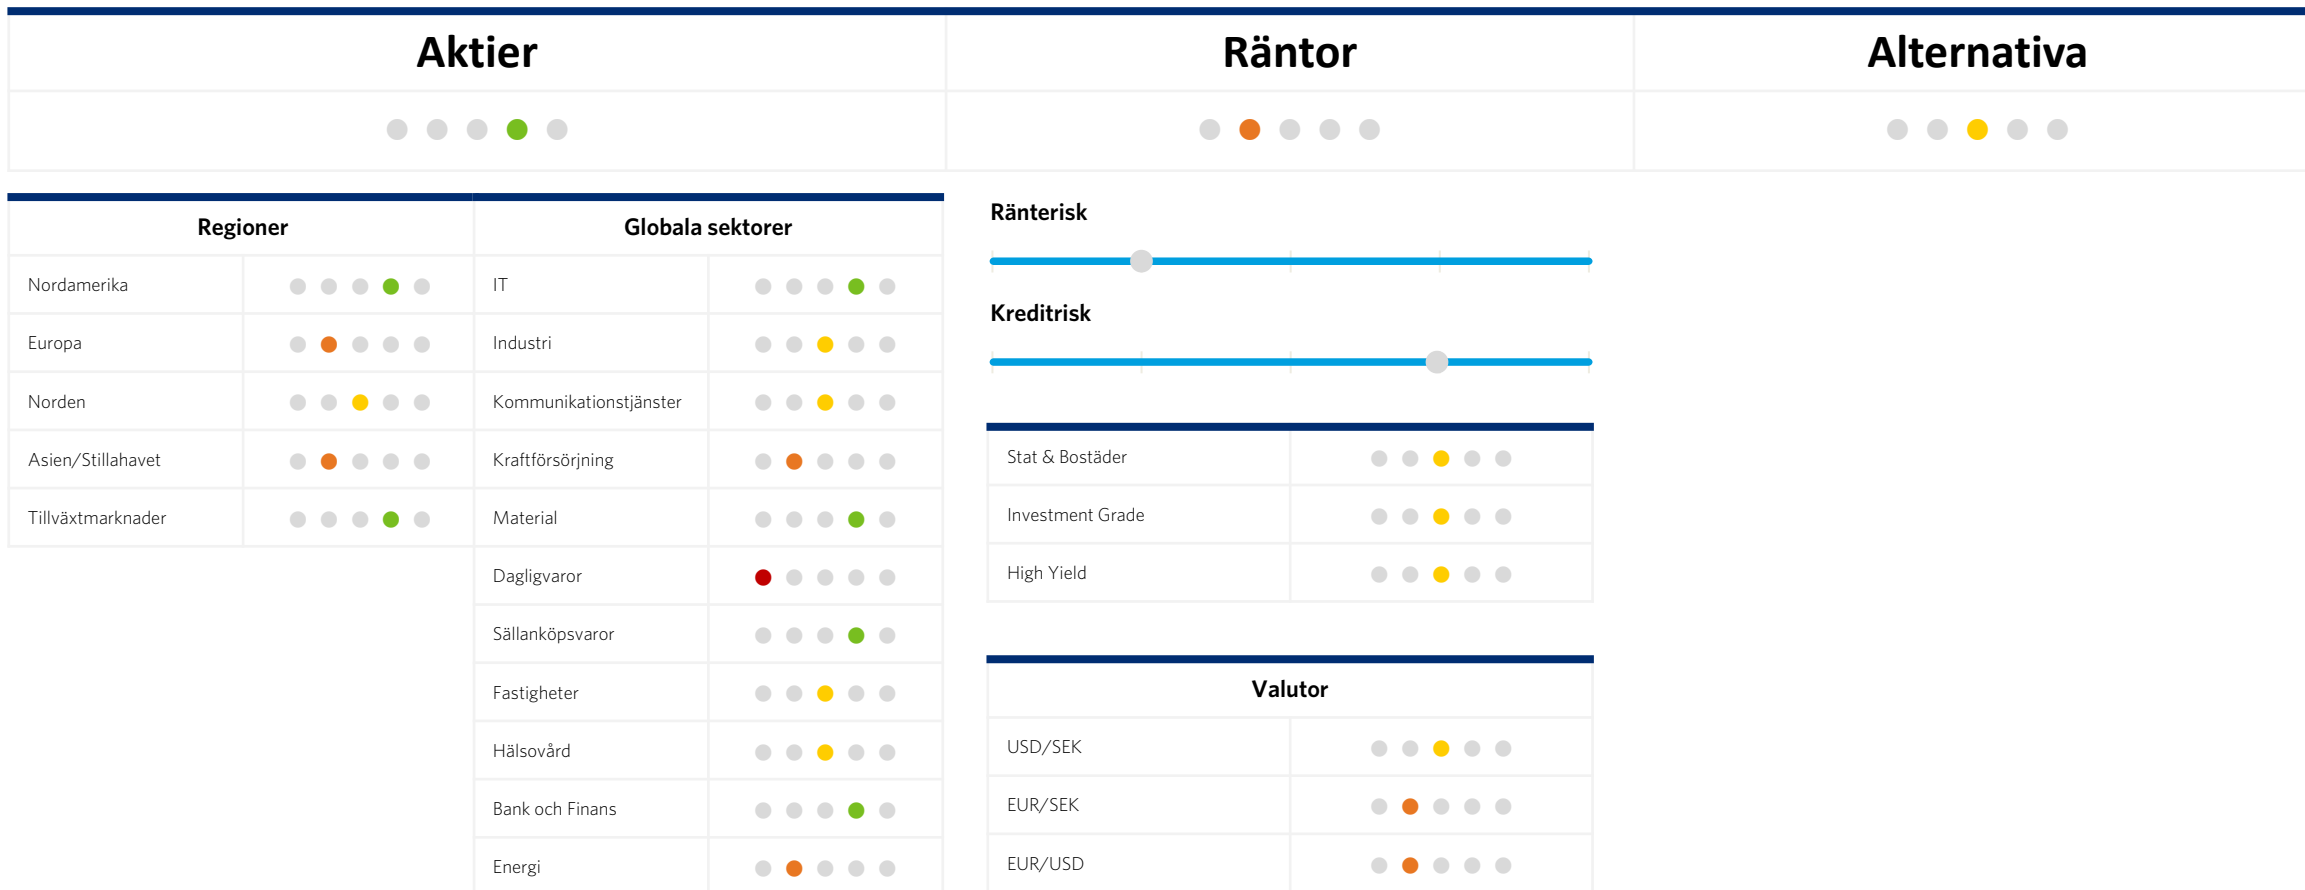 Aktier
Räntor
Alternativa
Regioner
Globala sektorer
Nordamerika
Europa
Norden
Asien/Stillahavet
Tillväxtmarknader
IT
Industri
Kommunikationstjänster
Kraftförsörjning
Material
Dagligvaror
Sällanköpsvaror
Fastigheter
Hälsovård
Bank och Finans
Energi
Ränterisk
Kreditrisk
Stat & Bostäder
Investment Grade
High Yield
Valutor
USD/SEK
EUR/SEK
EUR/USD